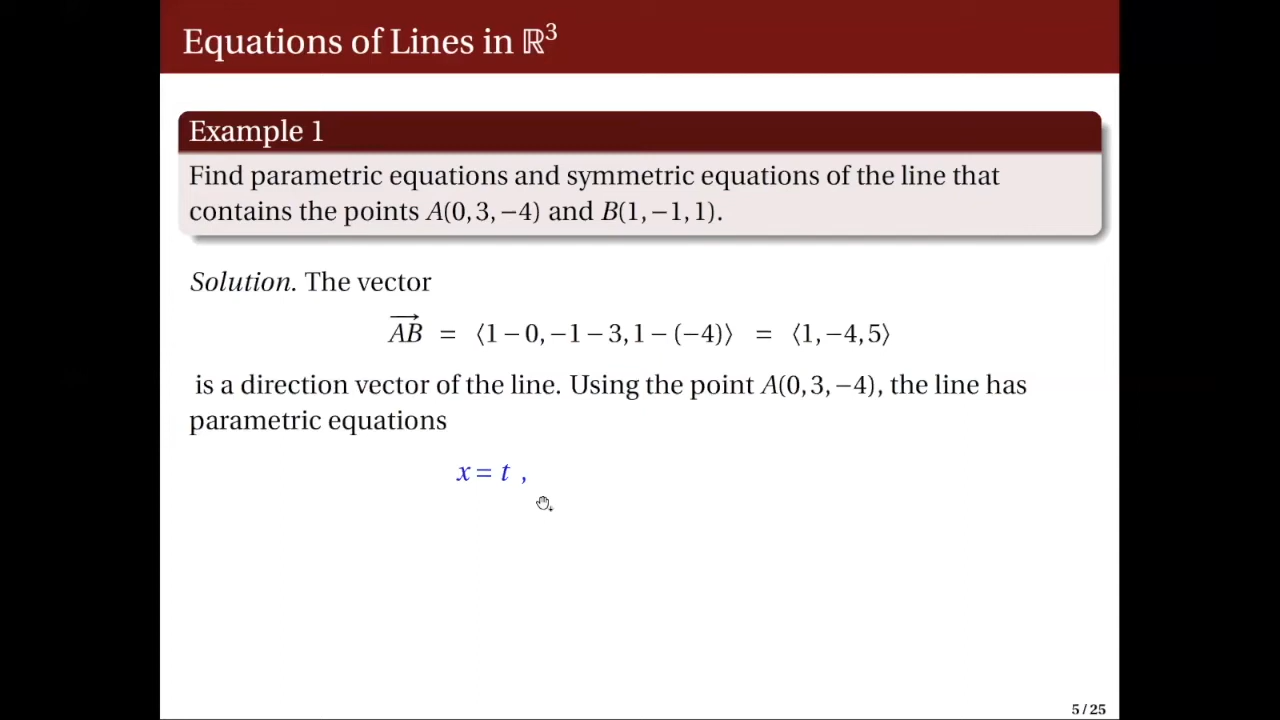 Equations of Lines in ℝ³
Example 1
Find parametric equations and symmetric equations of the line that
contains the points A(0,3,−4) and B(1,−1,1).
Solution. The vector
$\overrightarrow{AB}$ = ⟨1−0,−1−3,1−(−4)⟩ = ⟨1,−4,5⟩
is a direction vector of the line. Using the point A(0,3,−4), the line has
parametric equations
x = t ,
5 / 25